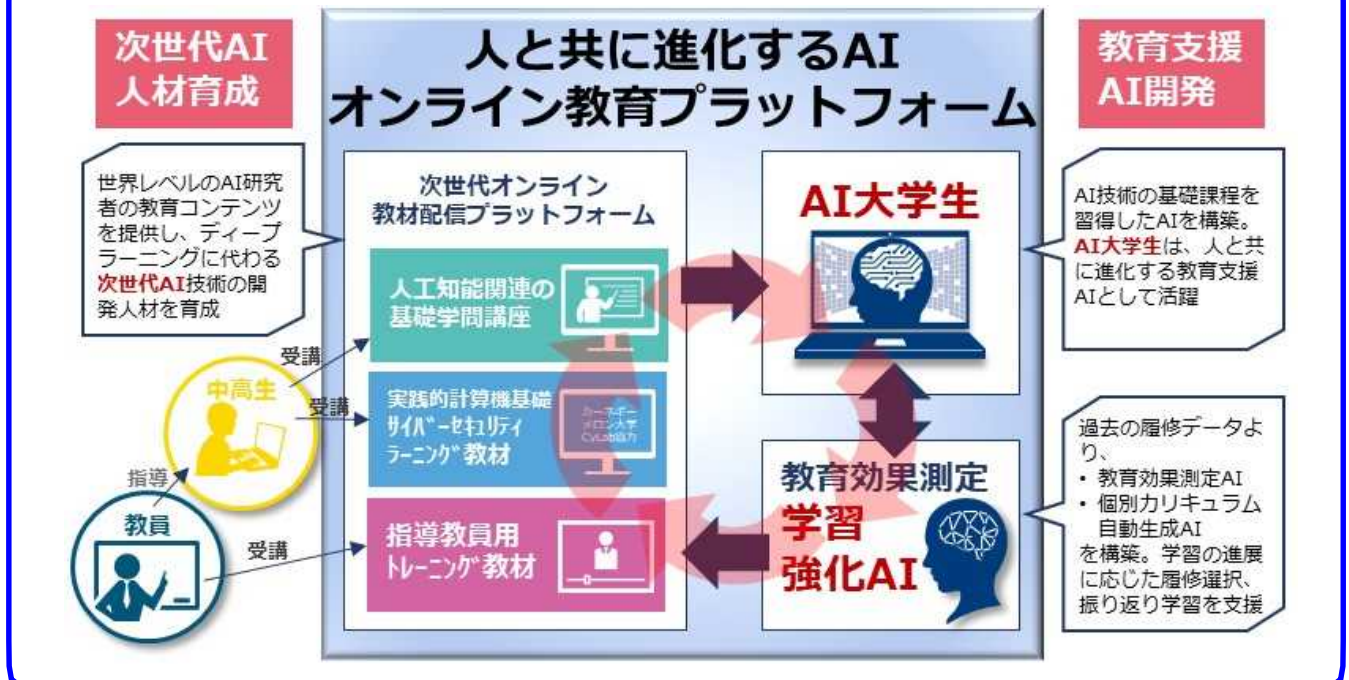 次世代AI
人材育成
人と共に進化するAI
オンライン教育プラットフォーム
教育支援
AI開発
世界レベルのAI研究
者の教育コンテンツ
を提供し、ディープ
ラーニングに代わる
次世代AI技術の開
発人材を育成
次世代オンライン
教材配信プラットフォーム
人工知能関連の
基礎学問講座
実践的計算機基礎
ｻｲﾊﾞｰｾｷｭﾘﾃｨ
ﾗｰﾆﾝｸﾞ教材
カーネギー
メロン大学
CyLab協力
指導教員用
ﾄﾚｰﾆﾝｸﾞ教材
AI大学生
教育効果測定
学習
強化AI
AI技術の基礎課程を
習得したAIを構築。
AI大学生は、人と共
に進化する教育支援
AIとして活躍
過去の履修データよ
り、
・教育効果測定AI
・個別カリキュラム
自動生成AI
を構築。学習の進展
に応じた履修選択、
振り返り学習を支援
受講
中高生
受講
指導
教員
受講